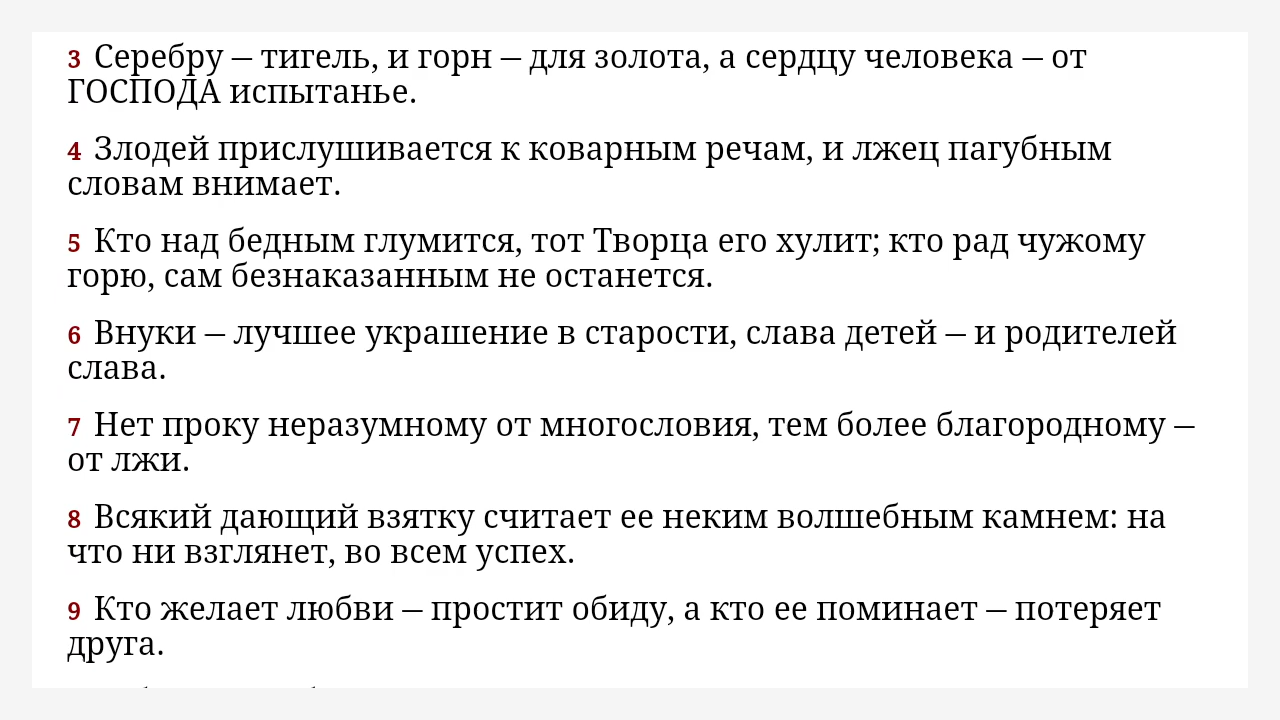 3 Серебру – тигель, и горн – для золота, а сердцу человека – от
ГОСПОДА испытанье.
4 Злодей прислушивается к коварным речам, и лжец пагубным
словам внимает.
5 Кто над бедным глумится, тот Творца его хулит; кто рад чужому
горю, сам безнаказанным не останется.
6 Внуки – лучшее украшение в старости, слава детей – и родителей
слава.
7 Нет проку неразумному от многословия, тем более благородному –
от лжи.
8 Всякий дающий взятку считает ее неким волшебным камнем: на
что ни взглянет, во всем успех.
9 Кто желает любви – простит обиду, а кто ее поминает – потеряет
друга.